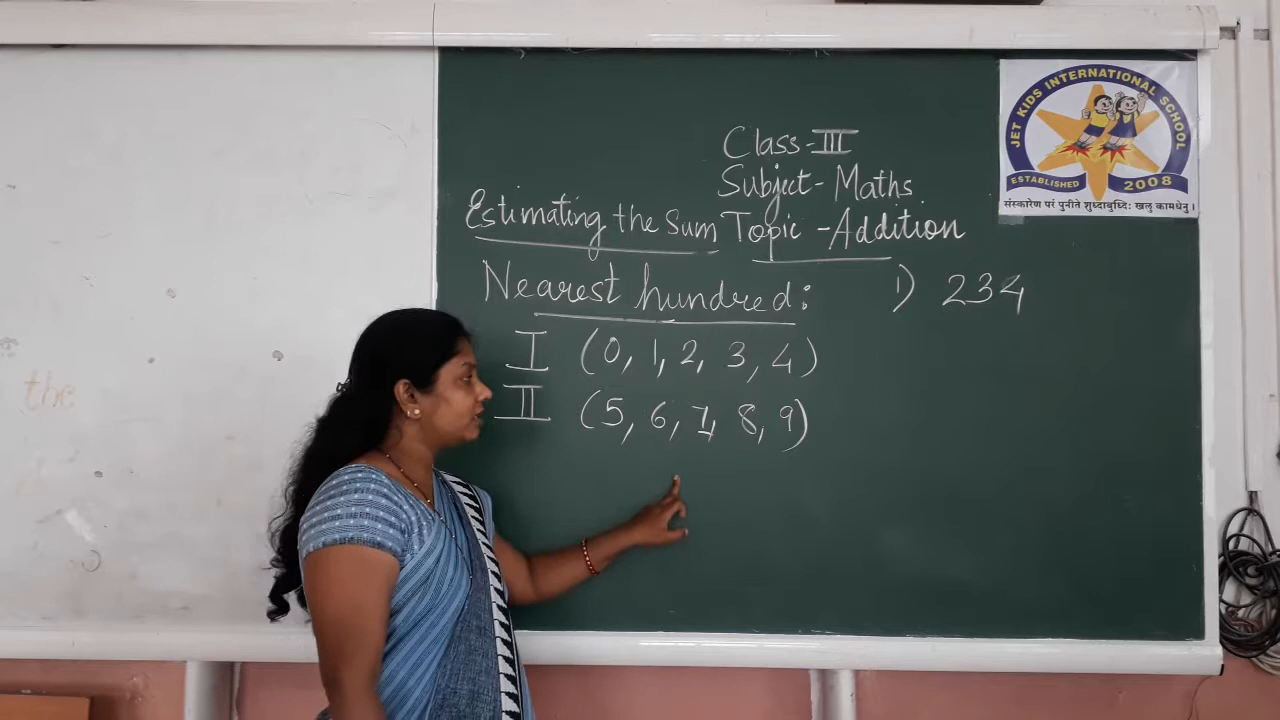 Class-III
Subject- Maths
Estimating the Sum Topic -Addition
Nearest hundred:
I (0, 1, 2, 3, 4)
II (5, 6, 7, 8, 9)
1) 234
JET KIDS INTERNATIONAL SCHOOL
ESTABLISHED 2008
संस्कारेण परं पुनीते शुध्दाबुध्दिः खलु कामधेनु।
the